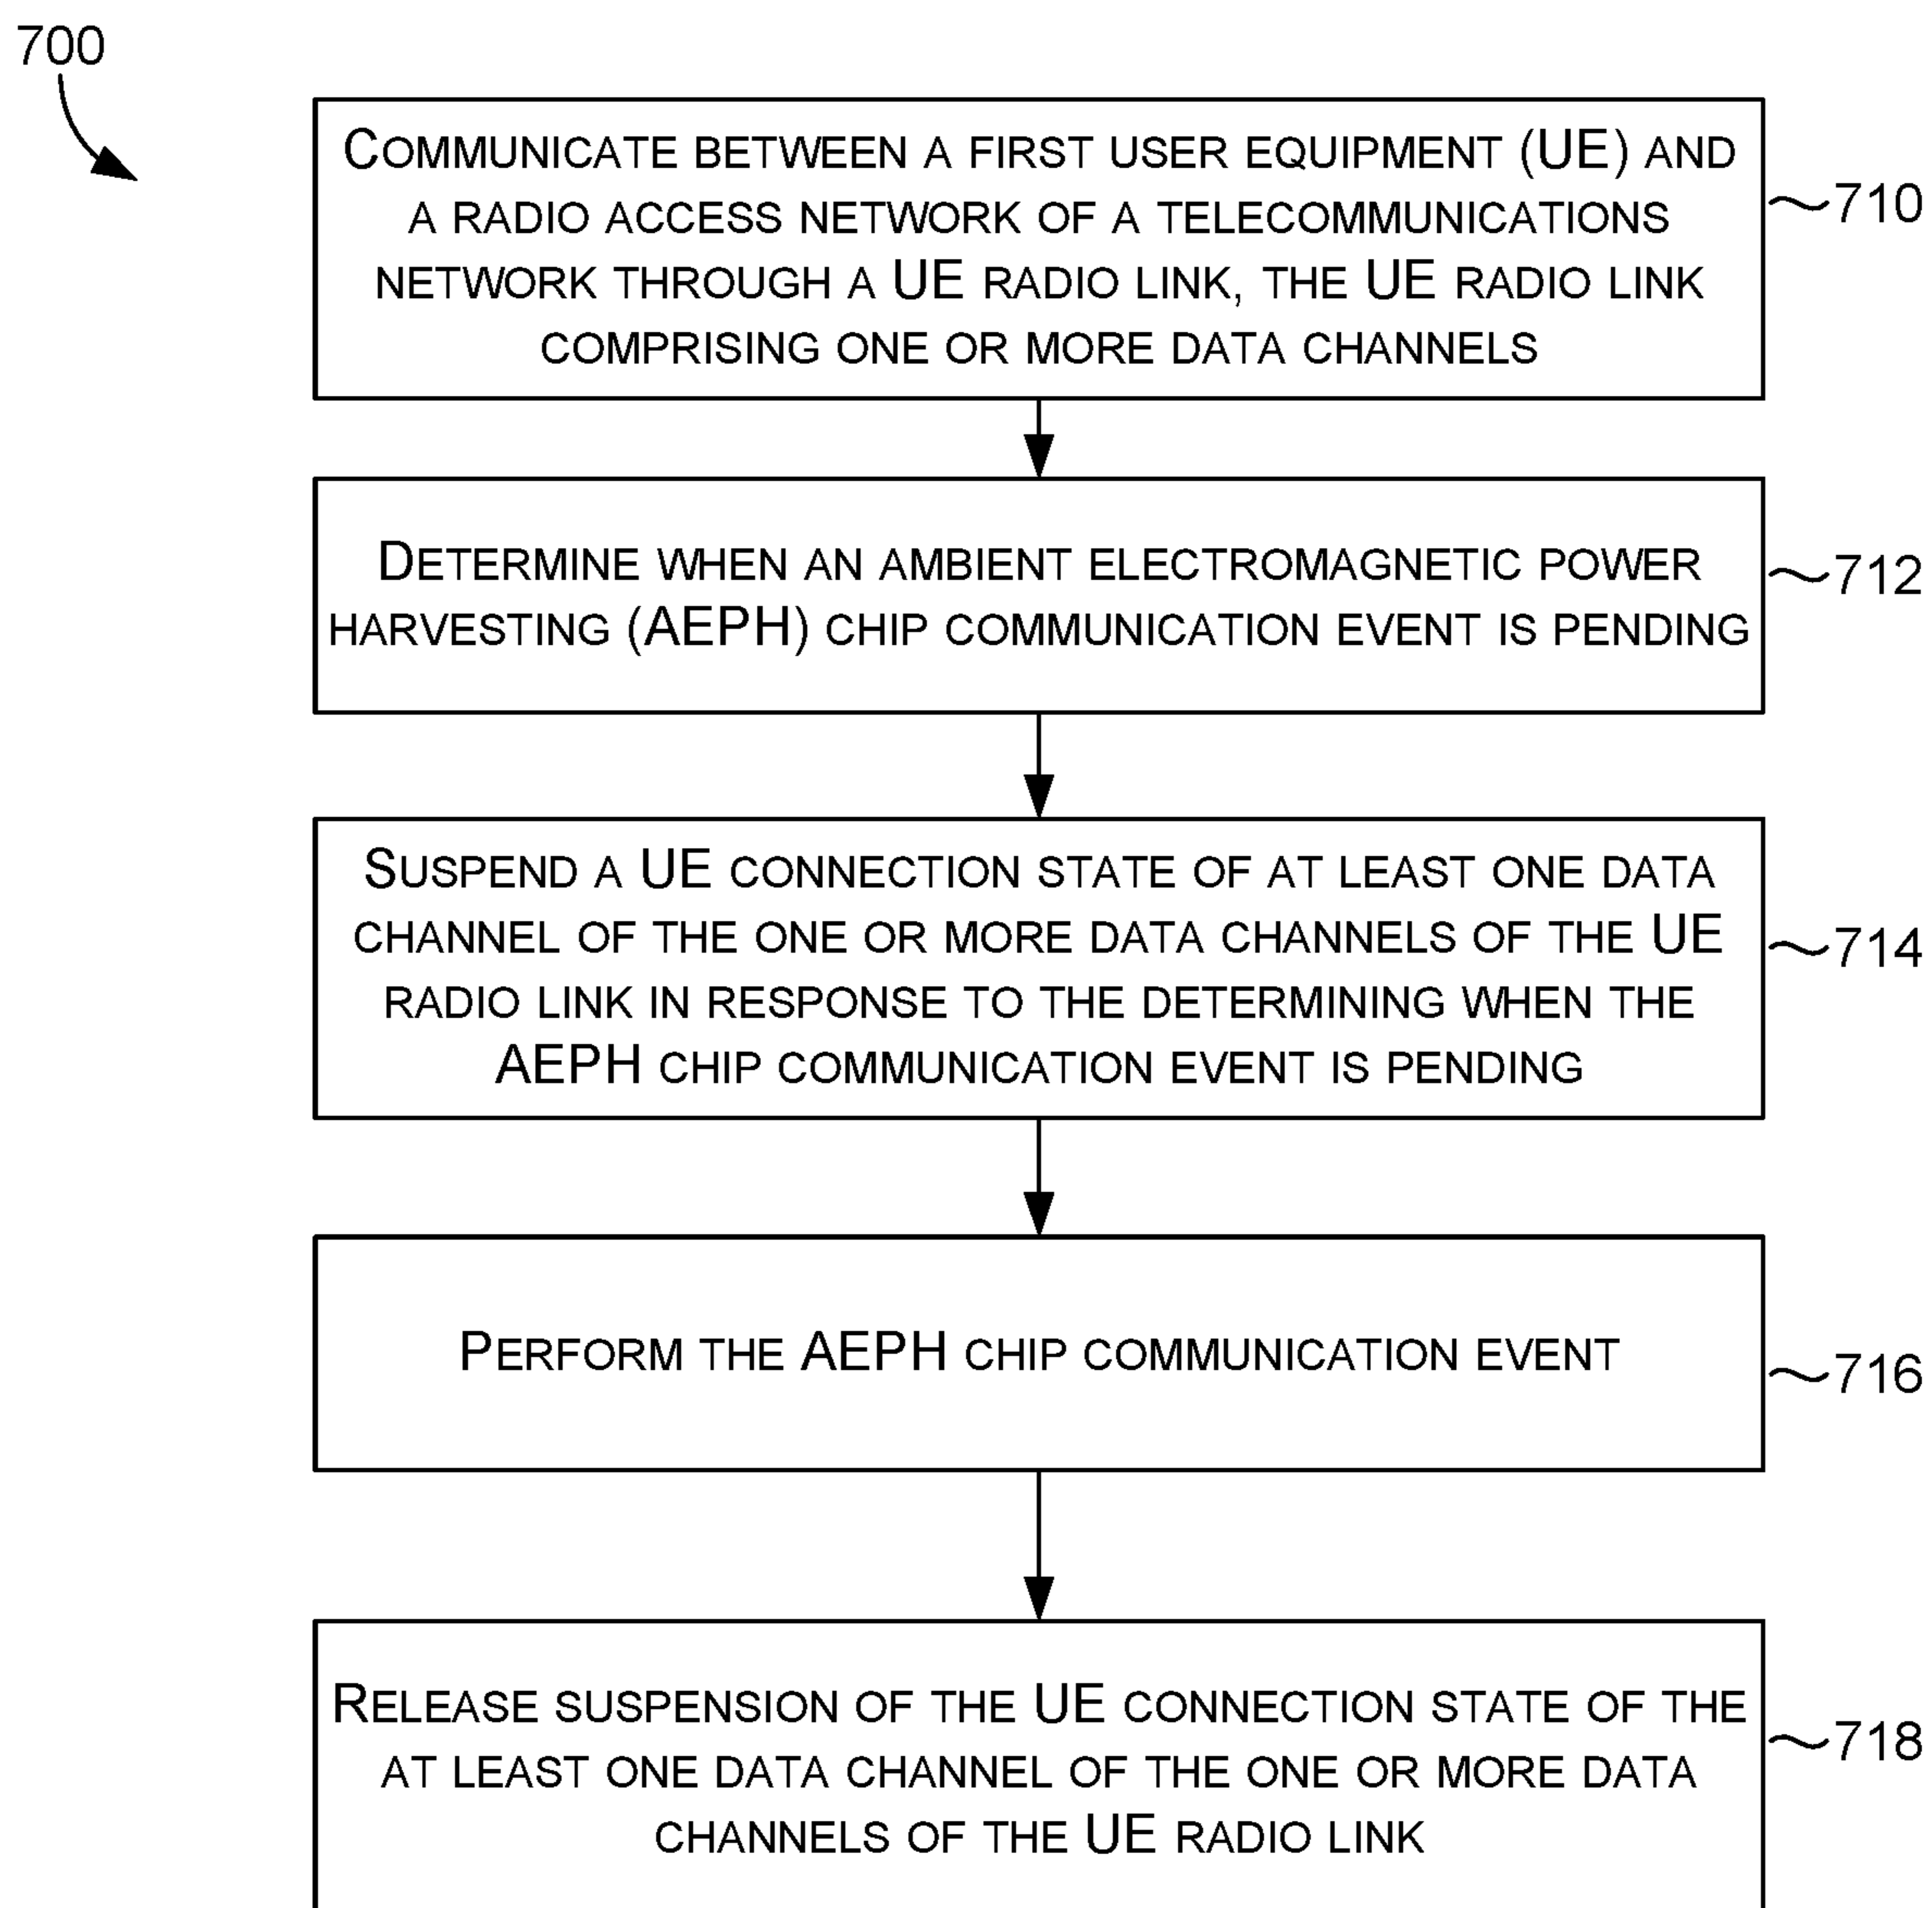 700
COMMUNICATE BETWEEN A FIRST USER EQUIPMENT (UE) AND
A RADIO ACCESS NETWORK OF A TELECOMMUNICATIONS
NETWORK THROUGH A UE RADIO LINK, THE UE RADIO LINK
COMPRISING ONE OR MORE DATA CHANNELS
710
DETERMINE WHEN AN AMBIENT ELECTROMAGNETIC POWER
HARVESTING (AEPH) CHIP COMMUNICATION EVENT IS PENDING
712
SUSPEND A UE CONNECTION STATE OF AT LEAST ONE DATA
CHANNEL OF THE ONE OR MORE DATA CHANNELS OF THE UE
RADIO LINK IN RESPONSE TO THE DETERMINING WHEN THE
AEPH CHIP COMMUNICATION EVENT IS PENDING
714
PERFORM THE AEPH CHIP COMMUNICATION EVENT
716
RELEASE SUSPENSION OF THE UE CONNECTION STATE OF THE
AT LEAST ONE DATA CHANNEL OF THE ONE OR MORE DATA
CHANNELS OF THE UE RADIO LINK
718